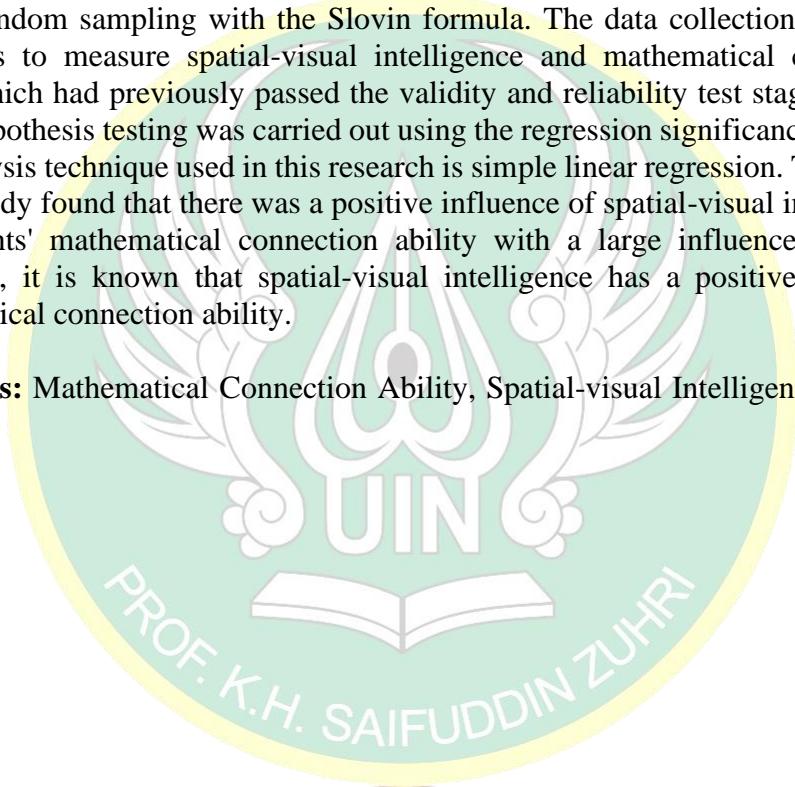 ndom sampling with the Slovin formula. The data collection
s to measure spatial-visual intelligence and mathematical
hich had previously passed the validity and reliability test stag
pothesis testing was carried out using the regression significanc
ysis technique used in this research is simple linear regression. T
dy found that there was a positive influence of spatial-visual in
nts' mathematical connection ability with a large influence
, it is known that spatial-visual intelligence has a positive
ical connection ability.
s: Mathematical Connection Ability, Spatial-visual Intelligen
UIN
PROF. K.H. SAIFUDDIN ZUHRI